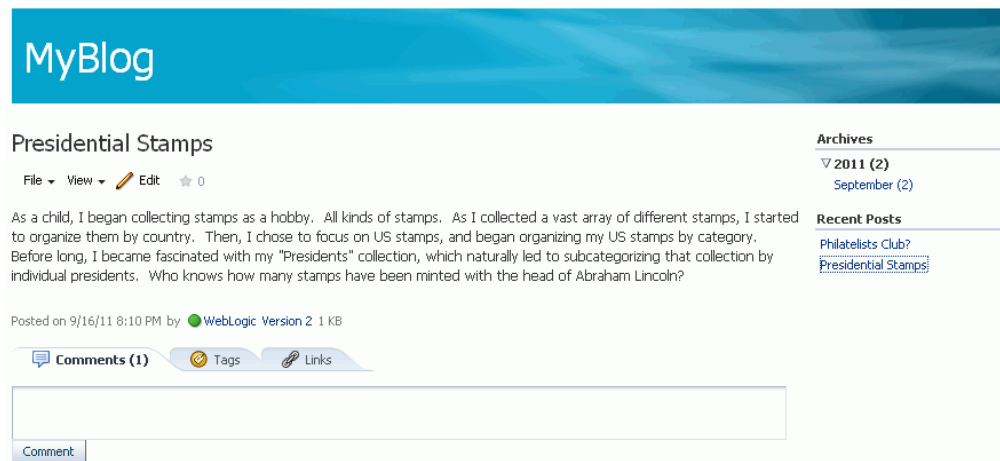 MyBlog
Presidential Stamps
File View Edit 0
As a child, I began collecting stamps as a hobby. All kinds of stamps. As I collected a vast array of different stamps, I started
to organize them by country. Then, I chose to focus on US stamps, and began organizing my US stamps by category.
Before long, I became fascinated with my "Presidents" collection, which naturally led to subcategorizing that collection by
individual presidents. Who knows how many stamps have been minted with the head of Abraham Lincoln?
Posted on 9/16/11 8:10 PM by WebLogic Version 2 1 KB
Comments (1) Tags Links
Comment
Archives
2011 (2)
September (2)
Recent Posts
Philatelists Club?
Presidential Stamps